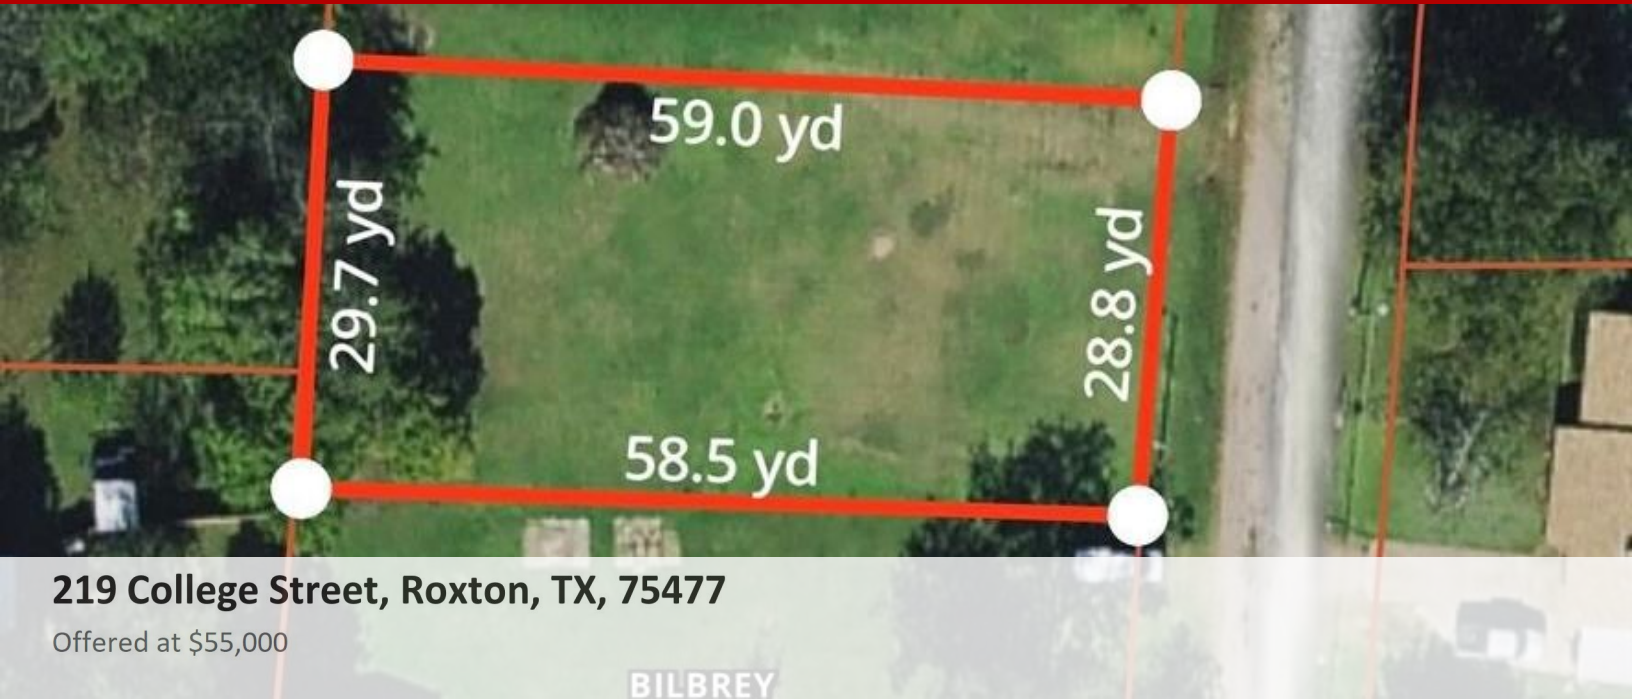 59.0 yd
29.7 yd
28.8 yd
58.5 yd
219 College Street, Roxton, TX, 75477
Offered at $55,000
BILBREY